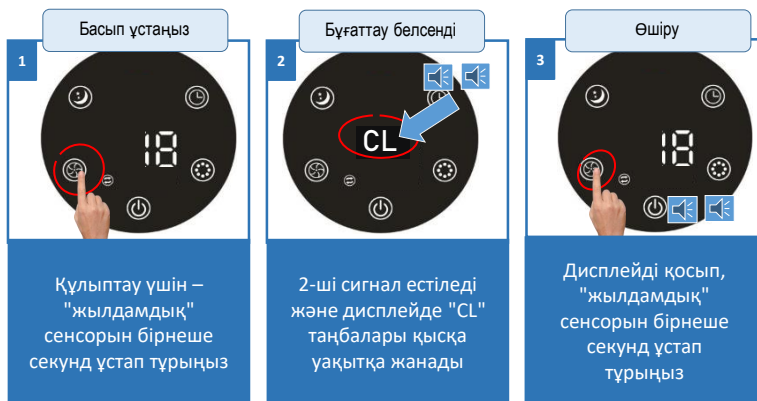 Басып ұстаңыз
1
18
Құлыптау үшін –
"жылдамдық"
сенсорын бірнеше
секунд ұстап тұрыңыз
Бұғаттау белсенді
2
CL
2-ші сигнал естіледі
және дисплейде "CL"
таңбалары қысқа
уақытқа жанады
Өшіру
3
18
Дисплейді қосып,
"жылдамдық"
сенсорын бірнеше
секунд ұстап
тұрыңыз